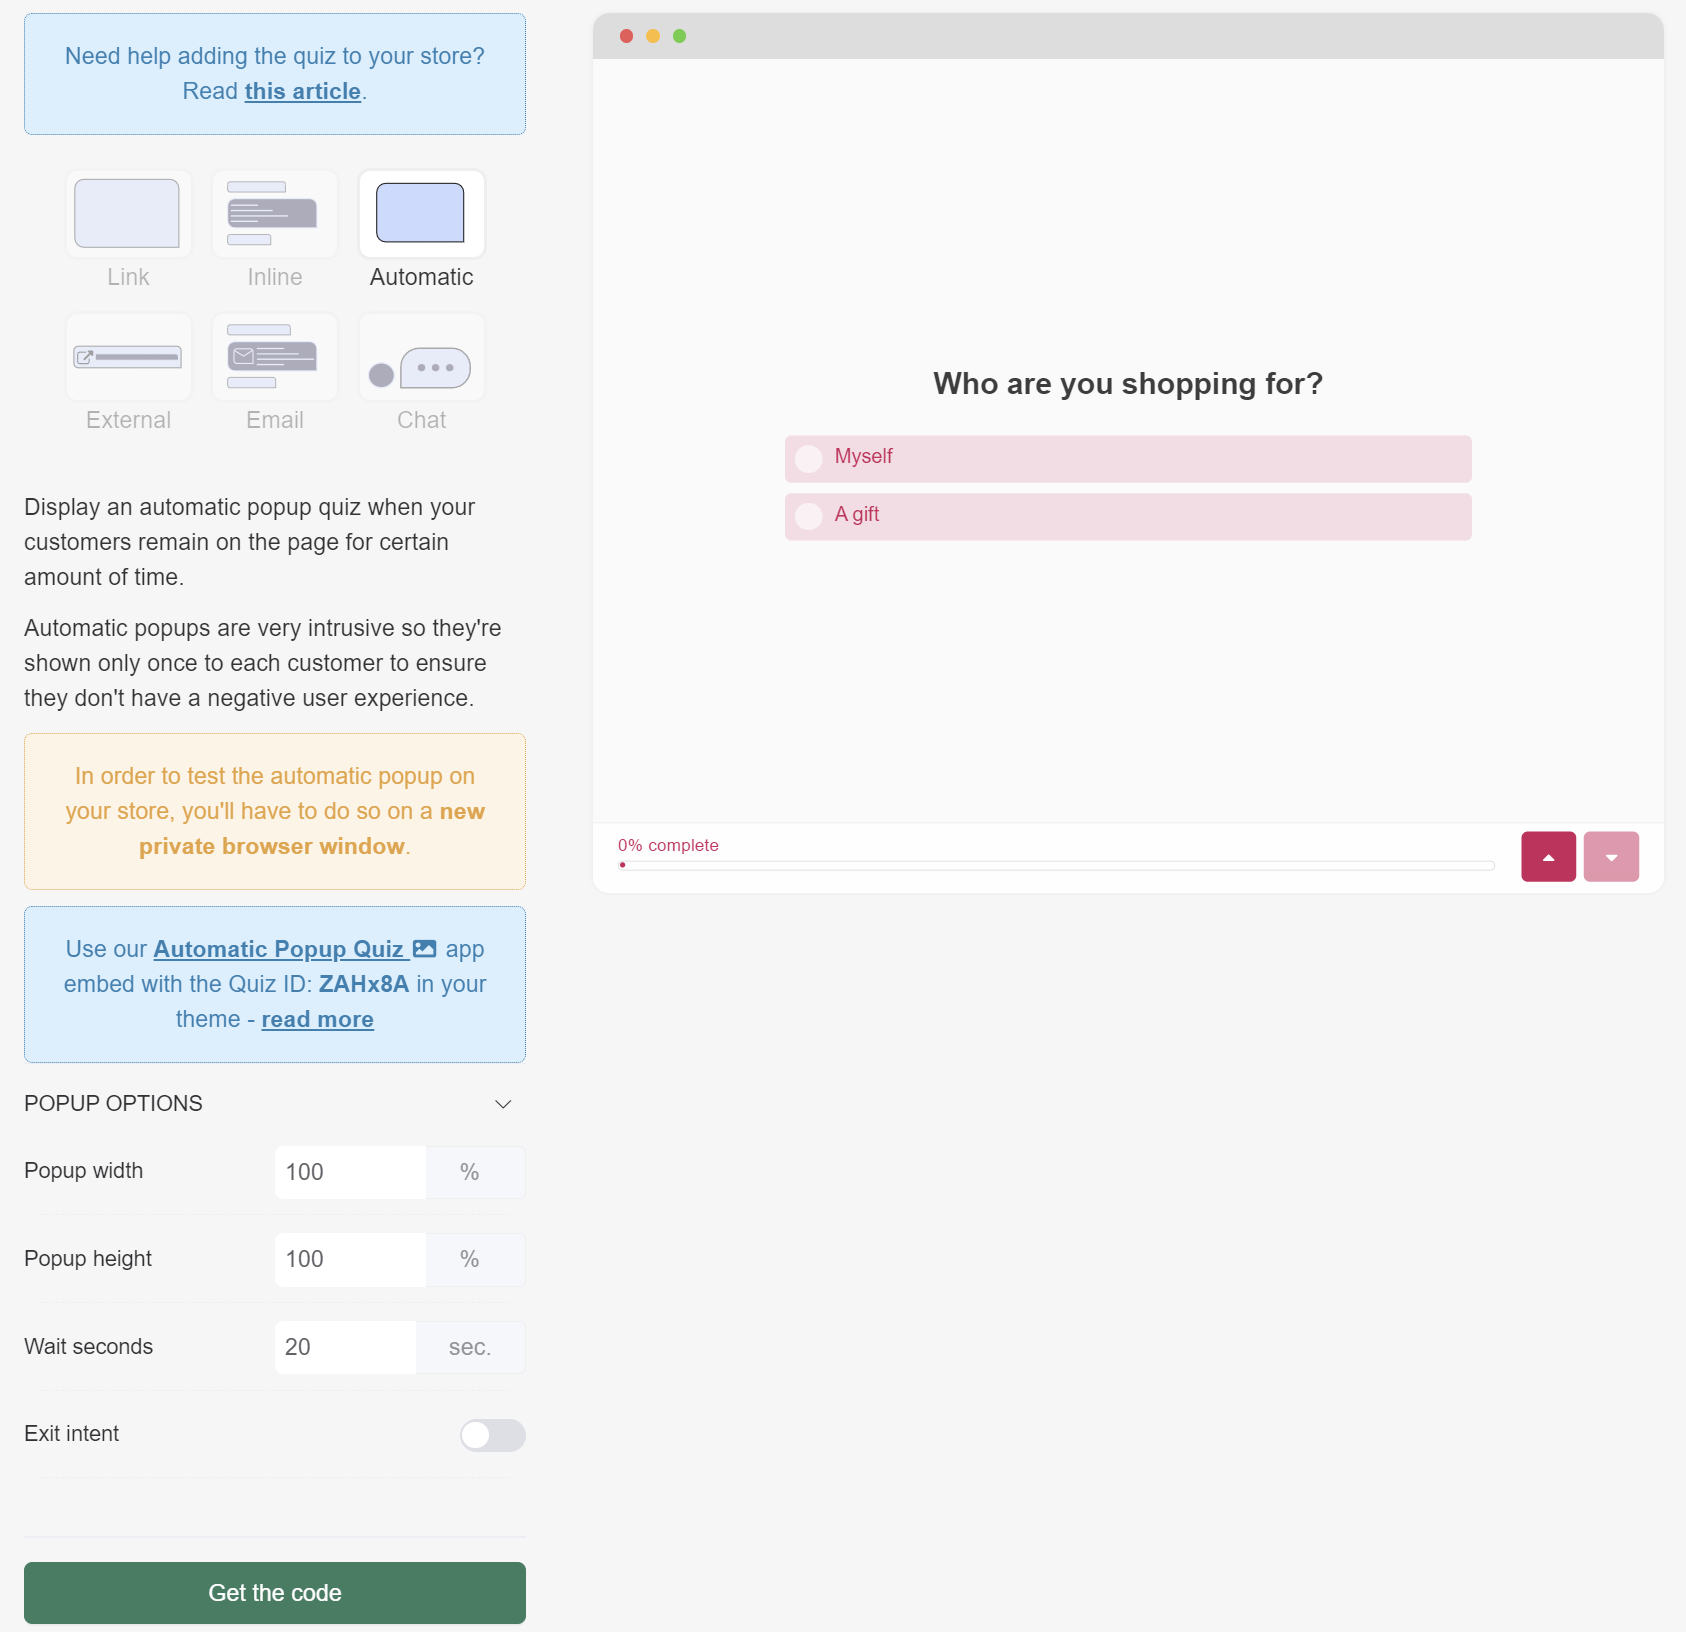 Need help adding the quiz to your store?
Read this article.
Link
Inline
Automatic
External
Email
Chat
Display an automatic popup quiz when your
customers remain on the page for certain
amount of time.
Automatic popups are very intrusive so they're
shown only once to each customer to ensure
they don't have a negative user experience.
In order to test the automatic popup on
your store, you'll have to do so on a new
private browser window.
Use our Automatic Popup Quiz app
embed with the Quiz ID: ZAHx8A in your
theme - read more
POPUP OPTIONS
Popup width
100 %
Popup height
100 %
Wait seconds
20 sec.
Exit intent
Get the code
Who are you shopping for?
Myself
A gift
0% complete